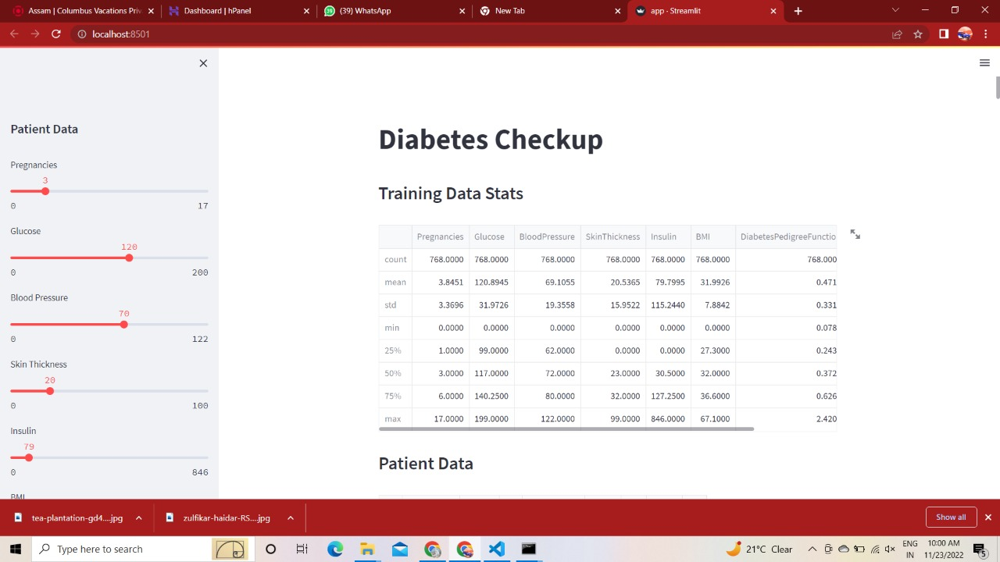 Assam | Columbus Vacations Priv
Dashboard | hPanel
(39) WhatsApp
New Tab
app · Streamlit
localhost:8501
Patient Data
Pregnancies
3
0 17
Glucose
120
0 200
Blood Pressure
70
0 122
Skin Thickness
20
0 100
Insulin
79
0 846
BMI
Diabetes Checkup
Training Data Stats
Pregnancies Glucose BloodPressure SkinThickness Insulin BMI DiabetesPedigreeFunctio
count 768.0000 768.0000 768.0000 768.0000 768.0000 768.0000 768.000
mean 3.8451 120.8945 69.1055 20.5365 79.7995 31.9926 0.471
std 3.3696 31.9726 19.3558 15.9522 115.2440 7.8842 0.331
min 0.0000 0.0000 0.0000 0.0000 0.0000 0.0000 0.078
25% 1.0000 99.0000 62.0000 0.0000 0.0000 27.3000 0.243
50% 3.0000 117.0000 72.0000 23.0000 30.5000 32.0000 0.372
75% 6.0000 140.2500 80.0000 32.0000 127.2500 36.6000 0.626
max 17.0000 199.0000 122.0000 99.0000 846.0000 67.1000 2.420
Patient Data
tea-plantation-gd4....jpg
zulfikar-haidar-RS....jpg
Show all
Type here to search
21°C Clear
ENG
IN
10:00 AM
11/23/2022
5